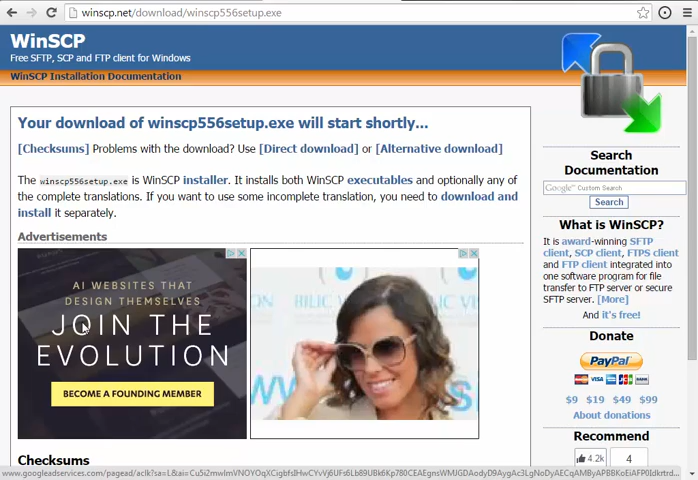 winscp.net/download/winscp556setup.exe
WinSCP
Free SFTP, SCP and FTP client for Windows
WinSCP Installation Documentation
Your download of winscp556setup.exe will start shortly...
[Checksums] Problems with the download? Use [Direct download] or [Alternative download]
The winscp556setup.exe is WinSCP installer. It installs both WinSCP executables and optionally any of
the complete translations. If you want to use some incomplete translation, you need to download and
install it separately.
Advertisements
AI WEBSITES THAT
DESIGN THEMSELVES
JOIN THE
EVOLUTION
BECOME A FOUNDING MEMBER
BILIC VISION
Checksums
Search
Documentation
Google™ Custom Search
Search
What is WinSCP?
It is award-winning SFTP
client, SCP client, FTPS client
and FTP client integrated into
one software program for file
transfer to FTP server or secure
SFTP server. [More]
And it's free!
Donate
PayPal
VISA
BANK
$9 $19 $49 $99
About donations
Recommend
4.2k
4